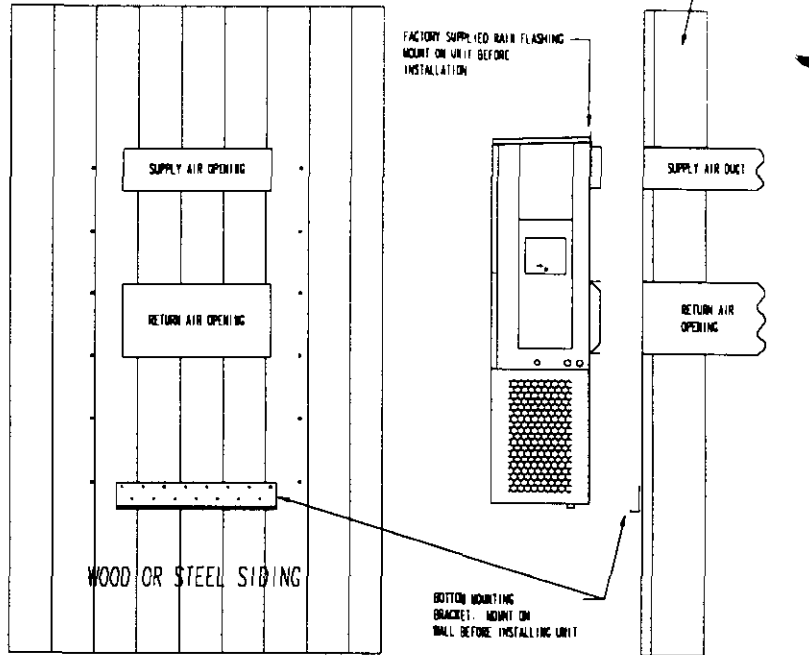 FACTORY SUPPLIED RAIN FLASHING
MOUNT ON UNIT BEFORE
INSTALLATION
SUPPLY AIR OPENING
SUPPLY AIR DUCT
RETURN AIR OPENING
RETURN AIR
OPENING
WOOD OR STEEL SIDING
BOTTOM MOUNTING
BRACKET. MOUNT ON
WALL BEFORE INSTALLING UNIT